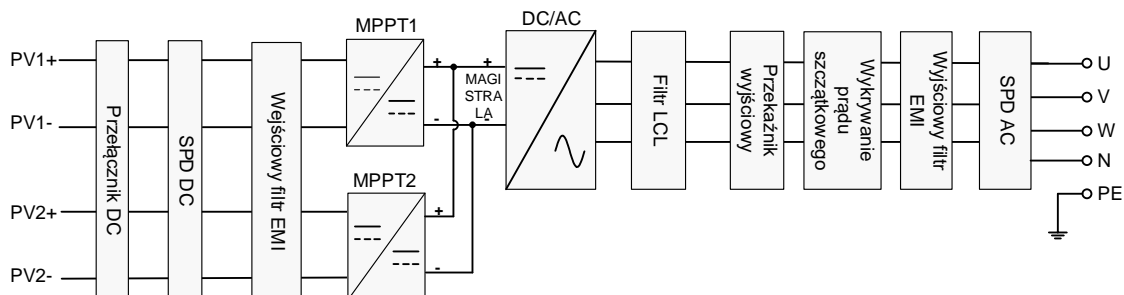 PV1+
PV1-
PV2+
PV2-
Przełącznik DC
SPD DC
Wejściowy filtr EMI
MPPT1
MPPT2
+
-
+
-
MAGI
STRA
LA
+
-
DC/AC
Filtr LCL
Przekaźnik
wyjściowy
Wykrywanie
prądu
szczątkowego
Wyjściowy filtr
EMI
SPD AC
U
V
W
N
PE